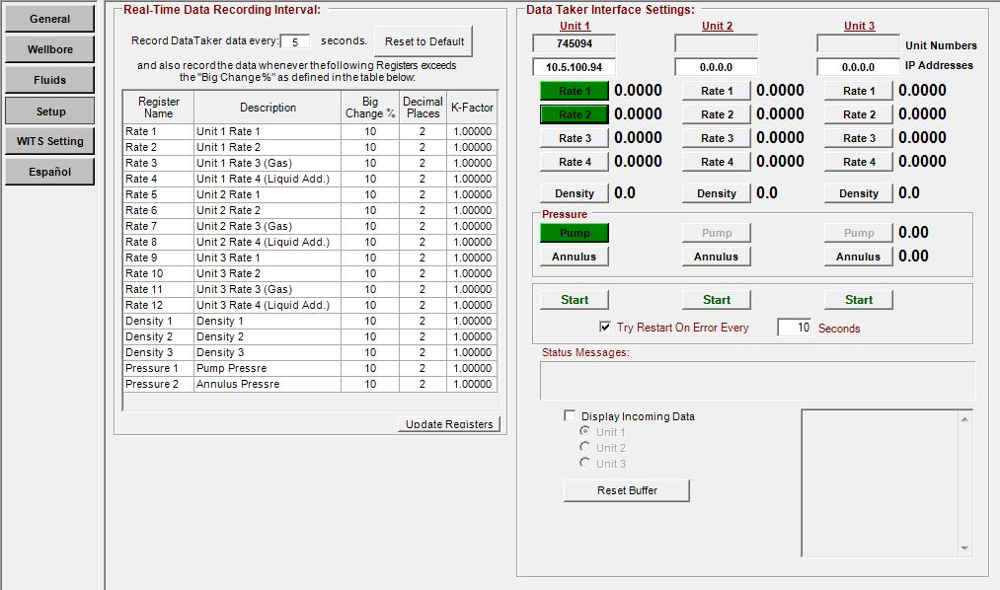 General
Wellbore
Fluids
Setup
WITS Setting
Español
Real-Time Data Recording Interval:
Record DataTaker data every: 5 seconds. Reset to Default
and also record the data whenever the following Registers exceeds
the "Big Change %" as defined in the table below:
Register Name Description Big Change % Decimal Places K-Factor
Rate 1 Unit 1 Rate 1 10 2 1.00000
Rate 2 Unit 1 Rate 2 10 2 1.00000
Rate 3 Unit 1 Rate 3 (Gas) 10 2 1.00000
Rate 4 Unit 1 Rate 4 (Liquid Add.) 10 2 1.00000
Rate 5 Unit 2 Rate 1 10 2 1.00000
Rate 6 Unit 2 Rate 2 10 2 1.00000
Rate 7 Unit 2 Rate 3 (Gas) 10 2 1.00000
Rate 8 Unit 2 Rate 4 (Liquid Add.) 10 2 1.00000
Rate 9 Unit 3 Rate 1 10 2 1.00000
Rate 10 Unit 3 Rate 2 10 2 1.00000
Rate 11 Unit 3 Rate 3 (Gas) 10 2 1.00000
Rate 12 Unit 3 Rate 4 (Liquid Add.) 10 2 1.00000
Density 1 Density 1 10 2 1.00000
Density 2 Density 2 10 2 1.00000
Density 3 Density 3 10 2 1.00000
Pressure 1 Pump Pressre 10 2 1.00000
Pressure 2 Annulus Pressre 10 2 1.00000
Update Registers
Data Taker Interface Settings:
Unit 1 Unit 2 Unit 3
745094 Unit Numbers
10.5.100.94 0.0.0.0 0.0.0.0 IP Addresses
Rate 1 0.0000 Rate 1 0.0000 Rate 1 0.0000
Rate 2 0.0000 Rate 2 0.0000 Rate 2 0.0000
Rate 3 0.0000 Rate 3 0.0000 Rate 3 0.0000
Rate 4 0.0000 Rate 4 0.0000 Rate 4 0.0000
Density 0.0 Density 0.0 Density 0.0
Pressure
Pump Pump Pump 0.00
Annulus Annulus Annulus 0.00
Start Start Start
Try Restart On Error Every 10 Seconds
Status Messages:
Display Incoming Data
Unit 1
Unit 2
Unit 3
Reset Buffer